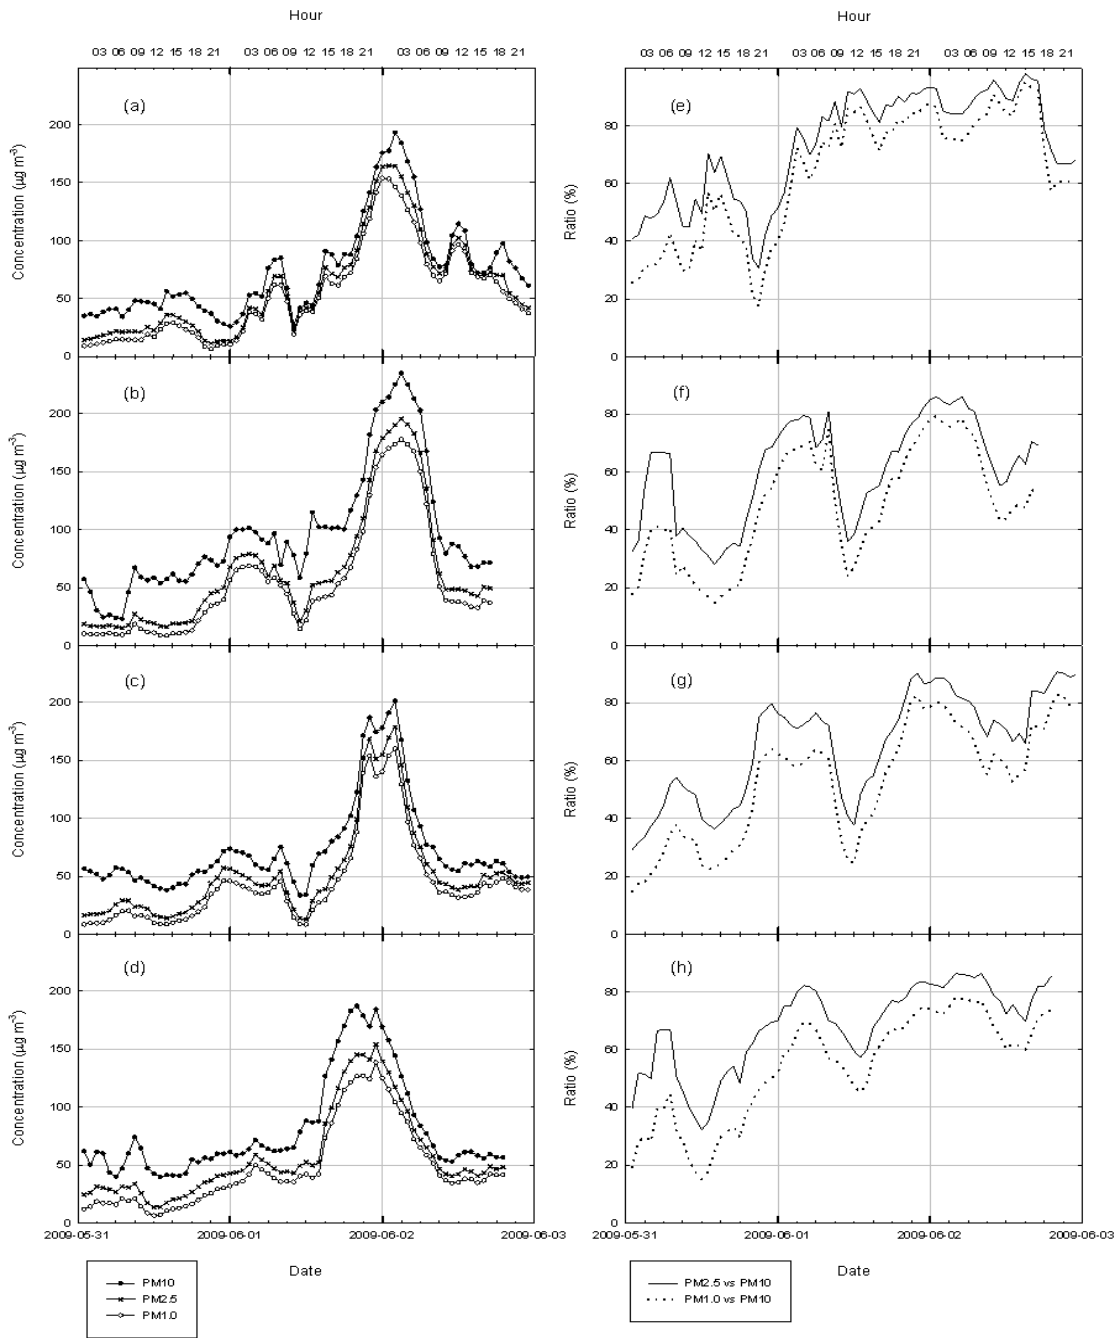 Hour
Hour
03 06 09 12 15 18 21 03 06 09 12 15 18 21 03 06 09 12 15 18 21
03 06 09 12 15 18 21 03 06 09 12 15 18 21 03 06 09 12 15 18 21
(a)
200
150
100
50
0
Concentration (µg m-3)
(e)
80
60
40
20
0
Ratio (%)
(b)
200
150
100
50
0
Concentration (µg m-3)
(f)
80
60
40
20
0
Ratio (%)
(c)
200
150
100
50
0
Concentration (µg m-3)
(g)
80
60
40
20
0
Ratio (%)
(d)
200
150
100
50
0
Concentration (µg m-3)
(h)
80
60
40
20
0
Ratio (%)
2009-05-31 2009-06-01 2009-06-02 2009-06-03
2009-05-31 2009-06-01 2009-06-02 2009-06-03
Date
Date
PM10
PM2.5
PM1.0
PM2.5 vs PM10
PM1.0 vs PM10